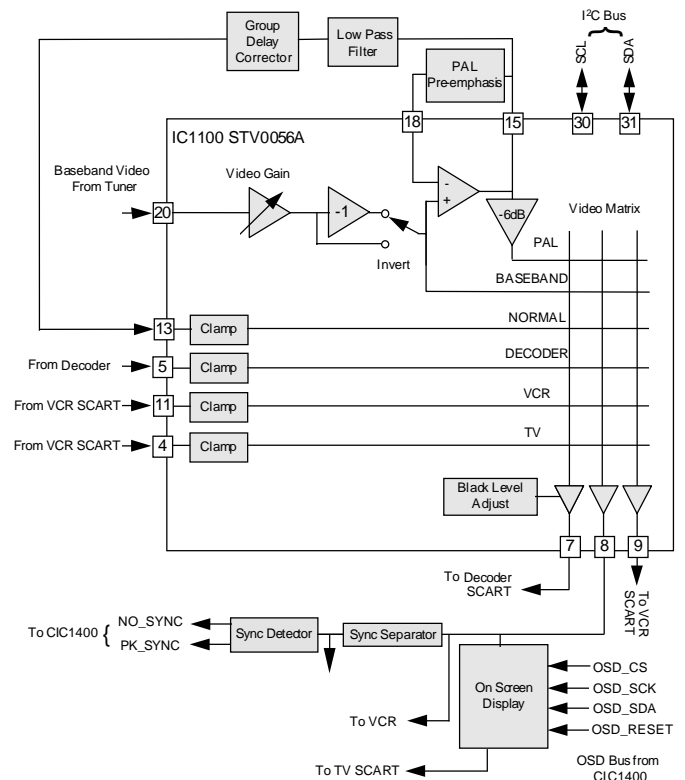 Group
Delay
Corrector
Low Pass
Filter
PAL
Pre-emphasis
I²C Bus
SCL
SDA
18
15
30
31
IC1100 STV0056A
Baseband Video
From Tuner
20
Video Gain
-1
Invert
-
+
-6dB
Video Matrix
PAL
BASEBAND
NORMAL
13
Clamp
From Decoder
5
Clamp
DECODER
From VCR SCART
11
Clamp
VCR
From VCR SCART
4
Clamp
TV
Black Level
Adjust
7
8
9
To Decoder
SCART
To VCR
SCART
To CIC1400 {
NO_SYNC
PK_SYNC
Sync Detector
Sync Separator
On Screen
Display
OSD_CS
OSD_SCK
OSD_SDA
OSD_RESET
To VCR
To TV SCART
OSD Bus from
CIC1400